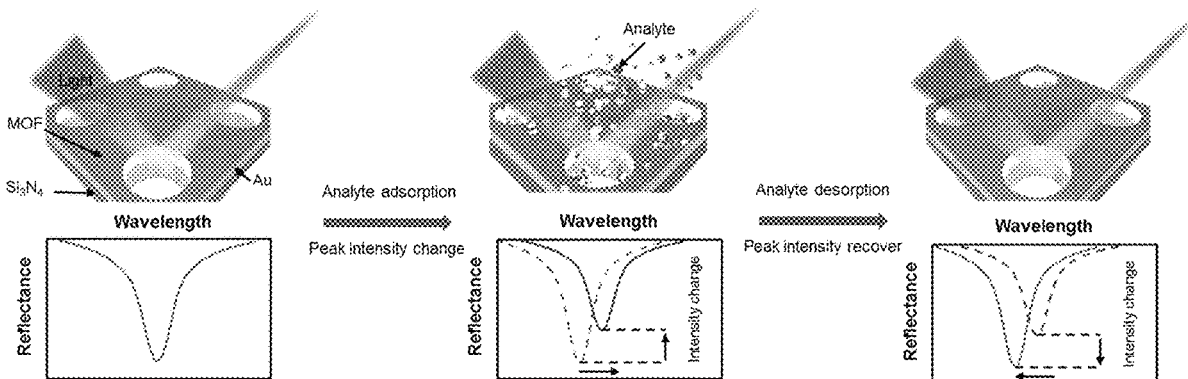 Analyte
Light
MOF
Au
Si₃N₄
Analyte adsorption
Peak intensity change
Analyte desorption
Peak intensity recover
Wavelength
Reflectance
Wavelength
Reflectance
Intensity change
Wavelength
Reflectance
Intensity change